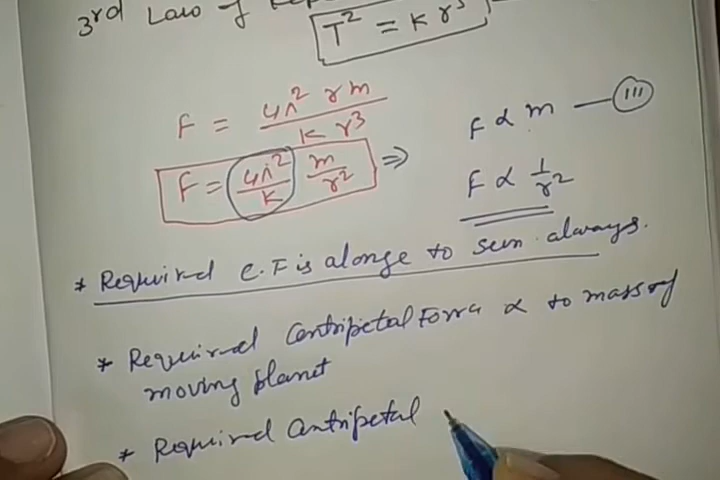 3rd Law of
T² = K r³
F = 4π² r m / K r³
F = 4π²/K m/r² ⇒
F ∝ m — III
F ∝ 1/r²
* Required C.F is alonge to sun always.
* Required Centripetal Force ∝ to mass of
moving planet
* Required Centripetal